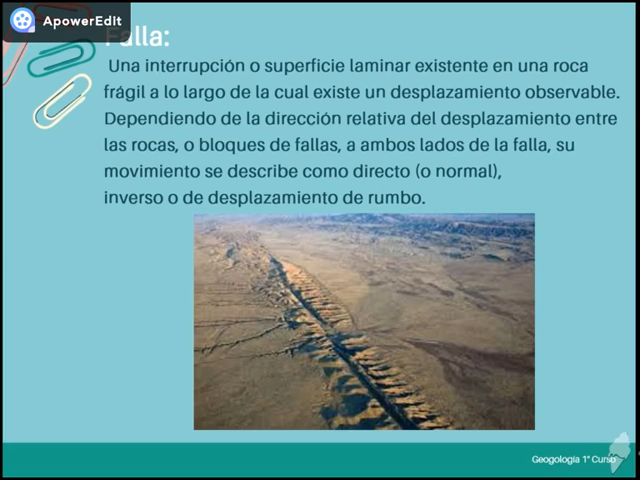 ApowerEdit
Falla:
Una interrupción o superficie laminar existente en una roca
frágil a lo largo de la cual existe un desplazamiento observable.
Dependiendo de la dirección relativa del desplazamiento entre
las rocas, o bloques de fallas, a ambos lados de la falla, su
movimiento se describe como directo (o normal),
inverso o de desplazamiento de rumbo.
Geogología 1° Curso